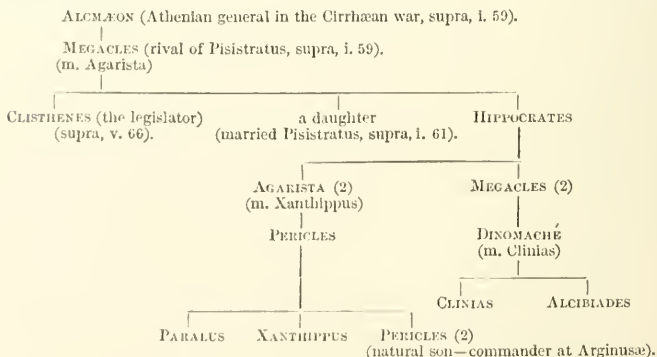 ALCMÆON (Athenian general in the Cirrhæan war, supra, i. 59).
MEGACLES (rival of Pisistratus, supra, i. 59).
(m. Agarista)
CLISTHENES (the legislator) a daughter HIPPOCRATES
(supra, v. 66). (married Pisistratus, supra, i. 61).
AGARISTA (2) MEGACLES (2)
(m. Xanthippus)
PERICLES DINOMACHÉ
(m. Clinias)
CLINIAS ALCIBIADES
PARALUS XANTHIPPUS PERICLES (2)
(natural son—commander at Arginusæ).